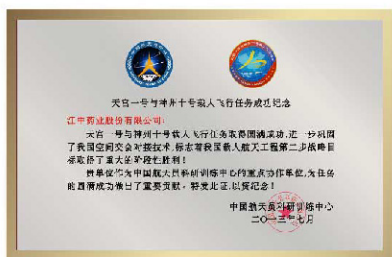 天宫一号与神州十号载人飞行任务成功纪念
江中药业股份有限公司:
天宫一号与神州十号载人飞行任务取得圆满成功,进一步巩固
了我国空间交会对接技术,标志着我国载人航天工程第二步战略目
标取得了重大的阶段性胜利!
贵单位作为中国航天员科研训练中心的重点协作单位,为任务
的圆满成功做出了重要贡献。特发此证,以资纪念!
中国航天员科研训练中心
二〇一三年七月